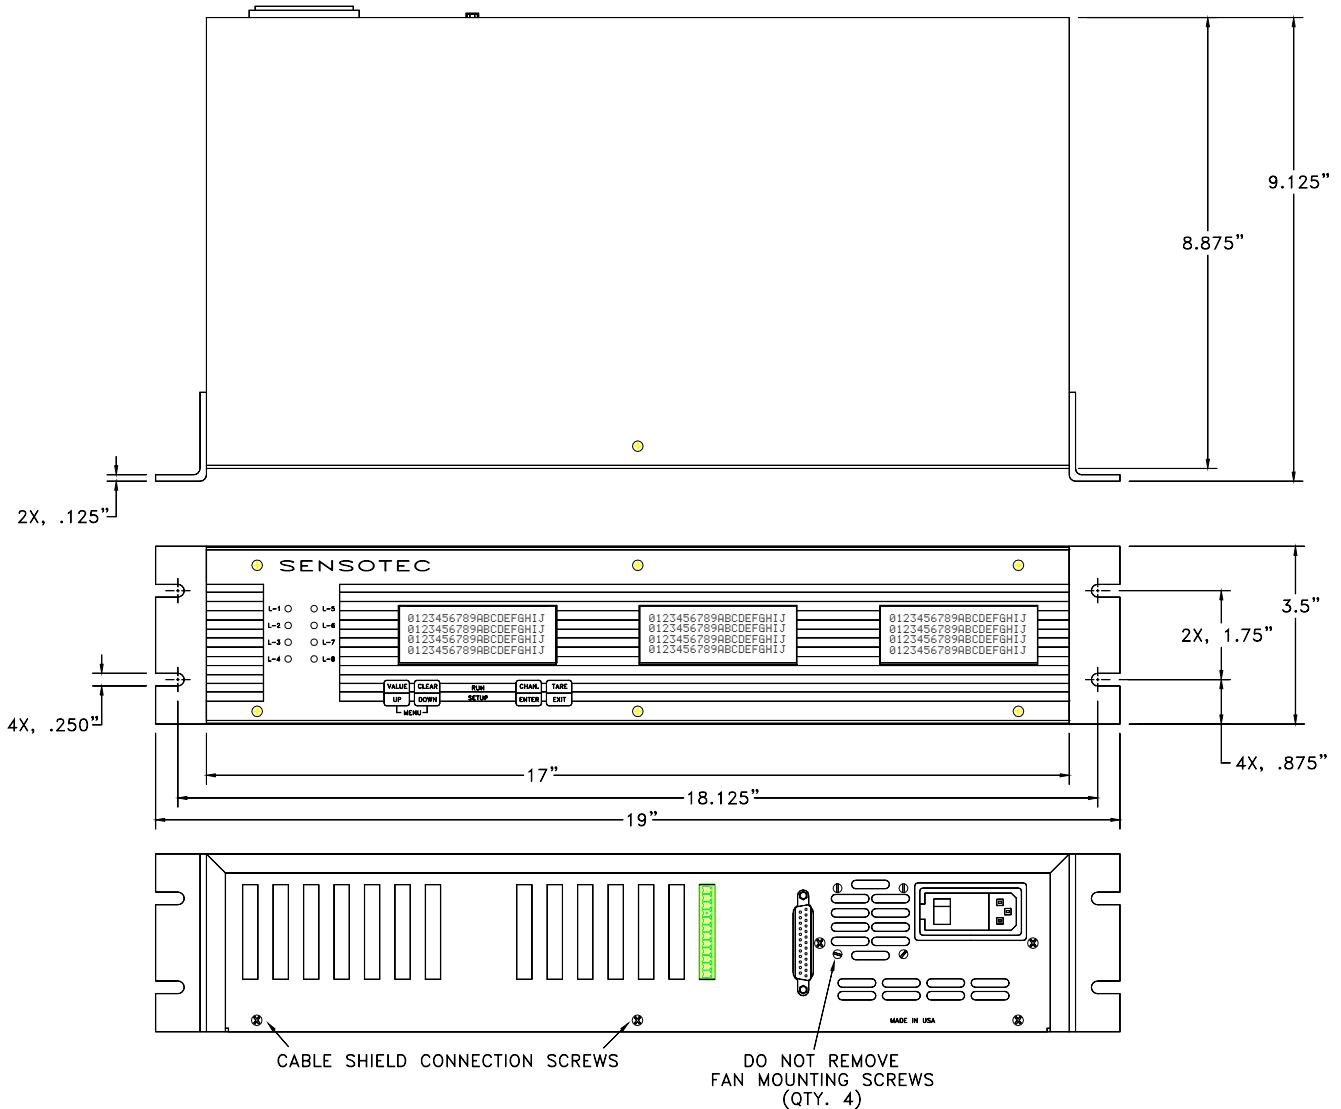 9.125"
8.875"
2X, .125"
SENSOTEC
L-1 L-5
L-2 L-6
L-3 L-7
L-4 L-8
0123456789ABCDEFGHIJ
0123456789ABCDEFGHIJ
0123456789ABCDEFGHIJ
0123456789ABCDEFGHIJ
0123456789ABCDEFGHIJ
0123456789ABCDEFGHIJ
0123456789ABCDEFGHIJ
0123456789ABCDEFGHIJ
0123456789ABCDEFGHIJ
0123456789ABCDEFGHIJ
0123456789ABCDEFGHIJ
0123456789ABCDEFGHIJ
3.5"
2X, 1.75"
VALUE CLEAR RUN CHAN. TARE
UP DOWN SETUP ENTER EXIT
MENU
4X, .250"
4X, .875"
17"
18.125"
19"
MADE IN USA
CABLE SHIELD CONNECTION SCREWS
DO NOT REMOVE
FAN MOUNTING SCREWS
(QTY. 4)